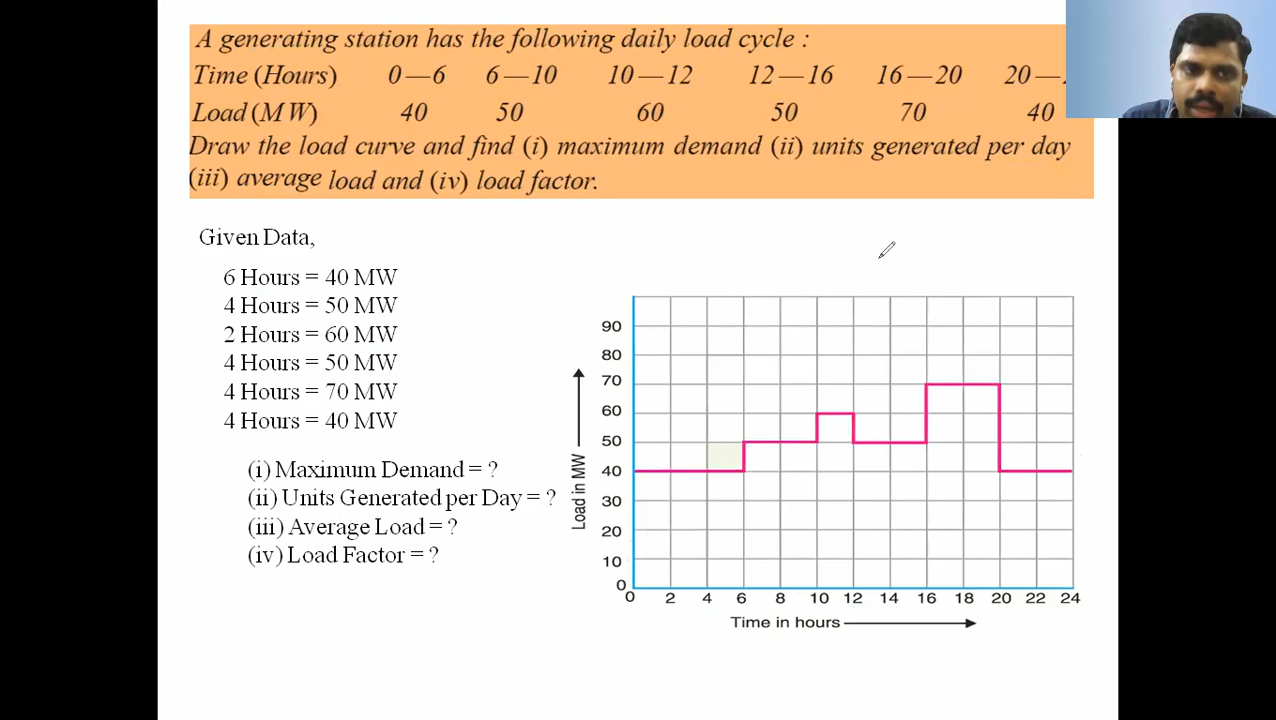 A generating station has the following daily load cycle :
Time (Hours) 0—6 6—10 10—12 12—16 16—20 20—
Load (M W) 40 50 60 50 70 40
Draw the load curve and find (i) maximum demand (ii) units generated per day
(iii) average load and (iv) load factor.
Given Data,
6 Hours = 40 MW
4 Hours = 50 MW
2 Hours = 60 MW
4 Hours = 50 MW
4 Hours = 70 MW
4 Hours = 40 MW
(i) Maximum Demand = ?
(ii) Units Generated per Day = ?
(iii) Average Load = ?
(iv) Load Factor = ?
Load in MW
90
80
70
60
50
40
30
20
10
0
0 2 4 6 8 10 12 14 16 18 20 22 24
Time in hours